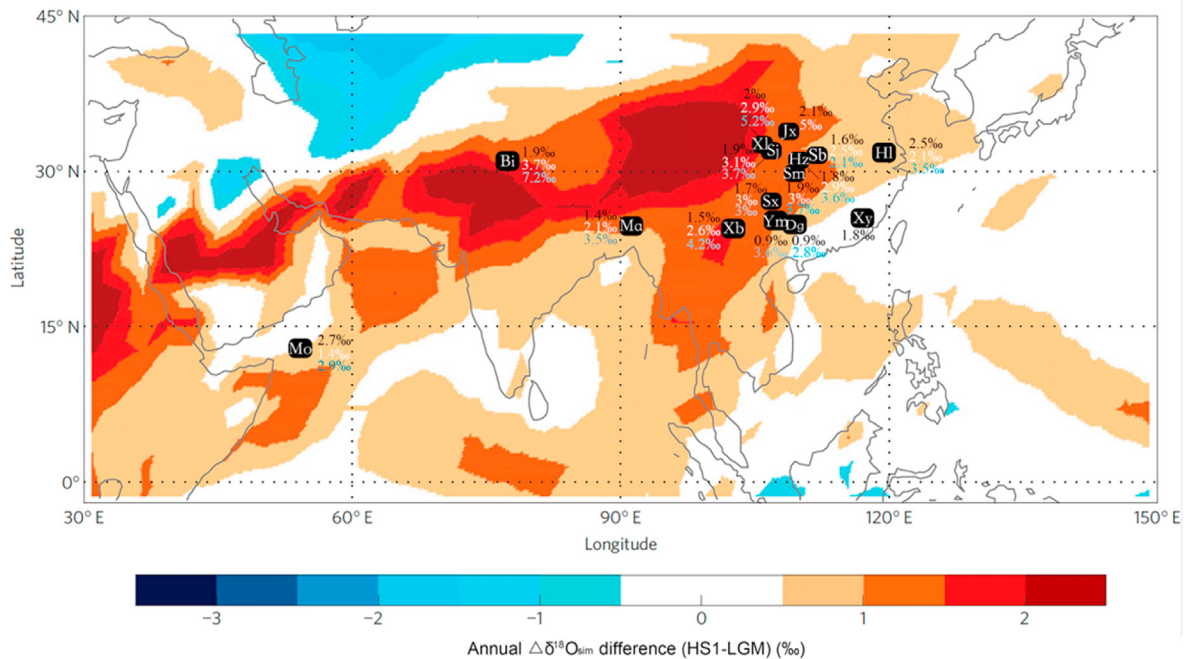 45° N
30° N
15° N
0°
Latitude
2‰
2.9‰
5.2‰
2.1‰
5‰
Jx
Xl
Sj
1.9‰
3.1‰
3.7‰
Hz
Sb
1.6‰
2.5‰
2.1‰
Hl
2.5‰
2.1‰
3.5‰
Bi
1.9‰
3.7‰
7.2‰
Sm
1.8‰
3.6‰
1.7‰
3‰
3‰
Sx
1.9‰
3‰
Ma
1.4‰
2.1‰
3.5‰
Xb
1.5‰
2.6‰
4.2‰
Ym
Dg
0.9‰
0.9‰
2.8‰
Xy
1.8‰
Mo
2.7‰
1.4‰
2.9‰
30° E
60° E
90° E
120° E
150° E
Longitude
−3
−2
−1
0
1
2
Annual △δ¹⁸Osim difference (HS1-LGM) (‰)